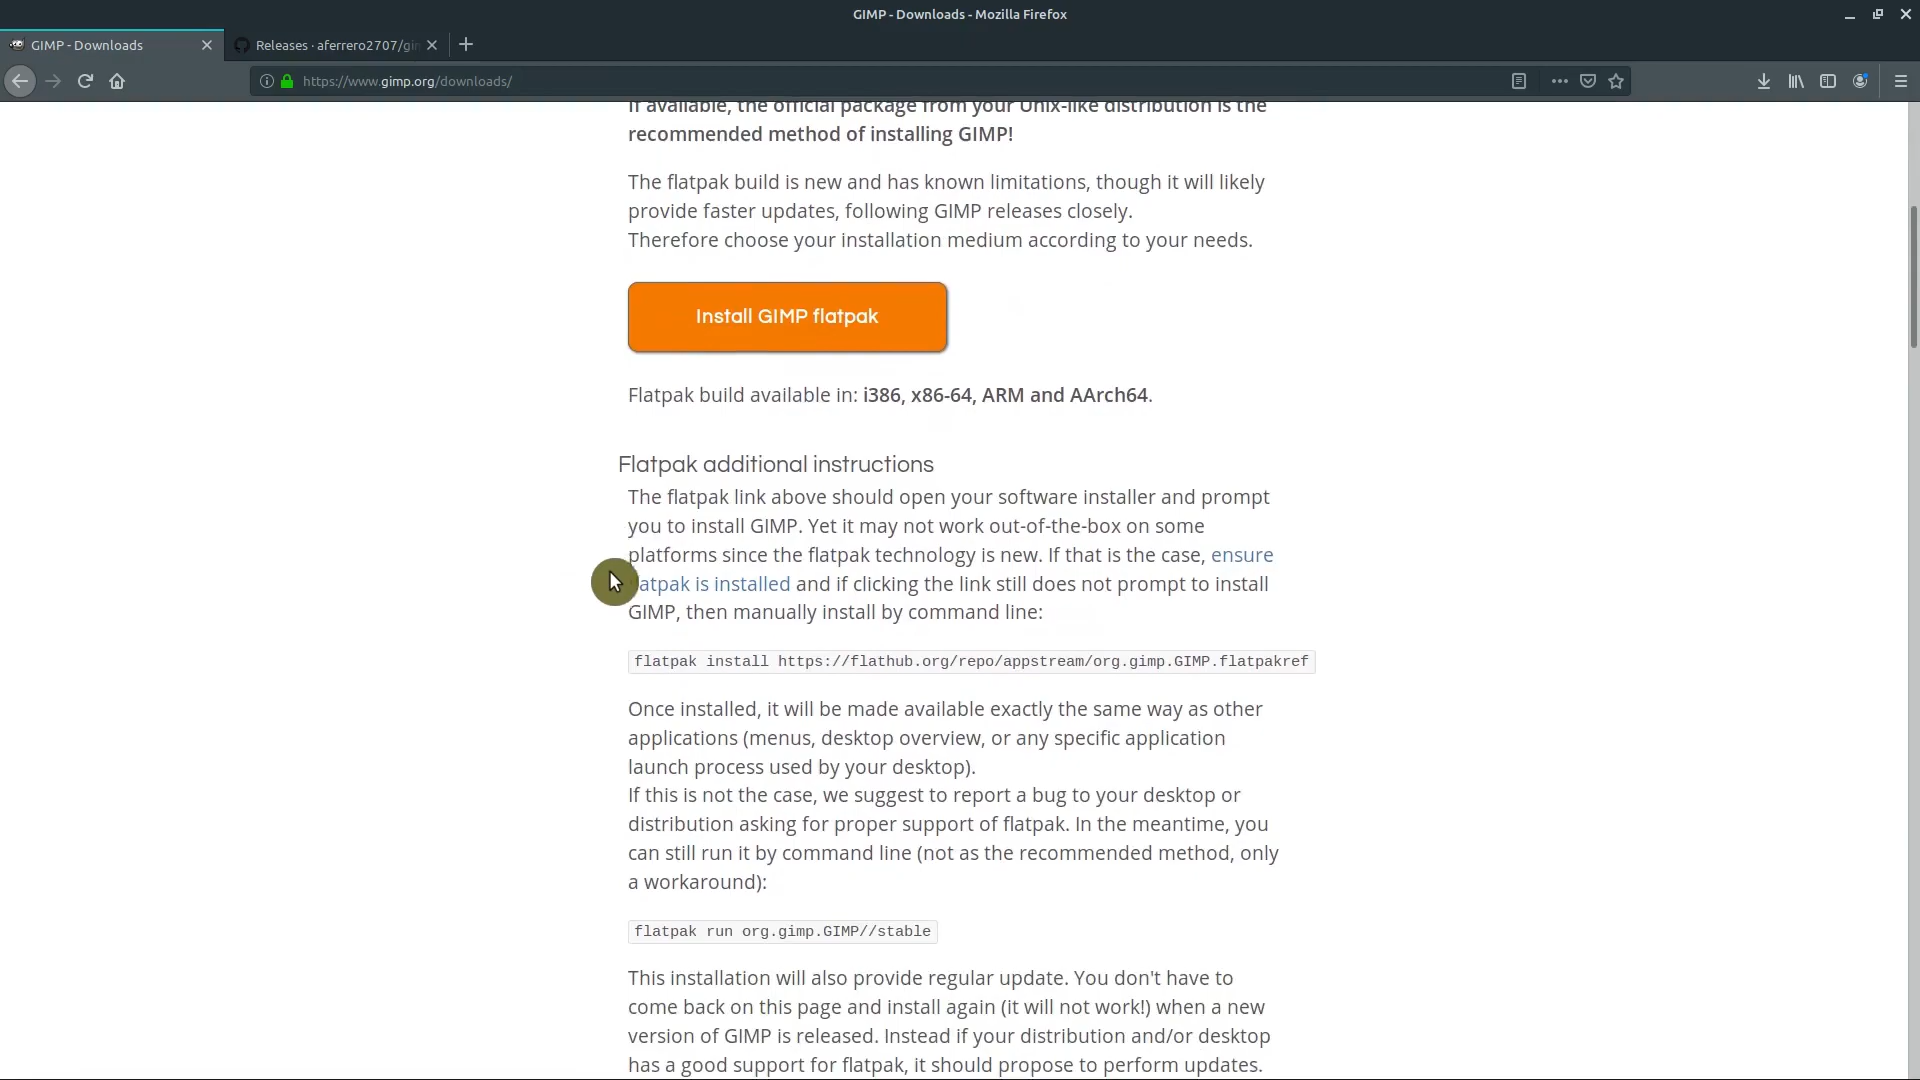 GIMP - Downloads - Mozilla Firefox
GIMP - Downloads
Releases · aferrero2707/gi
https://www.gimp.org/downloads/
If available, the official package from your Unix-like distribution is the
recommended method of installing GIMP!
The flatpak build is new and has known limitations, though it will likely
provide faster updates, following GIMP releases closely.
Therefore choose your installation medium according to your needs.
Install GIMP flatpak
Flatpak build available in: i386, x86-64, ARM and AArch64.
Flatpak additional instructions
The flatpak link above should open your software installer and prompt
you to install GIMP. Yet it may not work out-of-the-box on some
platforms since the flatpak technology is new. If that is the case, ensure
latpak is installed and if clicking the link still does not prompt to install
GIMP, then manually install by command line:
flatpak install https://flathub.org/repo/appstream/org.gimp.GIMP.flatpakref
Once installed, it will be made available exactly the same way as other
applications (menus, desktop overview, or any specific application
launch process used by your desktop).
If this is not the case, we suggest to report a bug to your desktop or
distribution asking for proper support of flatpak. In the meantime, you
can still run it by command line (not as the recommended method, only
a workaround):
flatpak run org.gimp.GIMP//stable
This installation will also provide regular update. You don't have to
come back on this page and install again (it will not work!) when a new
version of GIMP is released. Instead if your distribution and/or desktop
has a good support for flatpak, it should propose to perform updates.